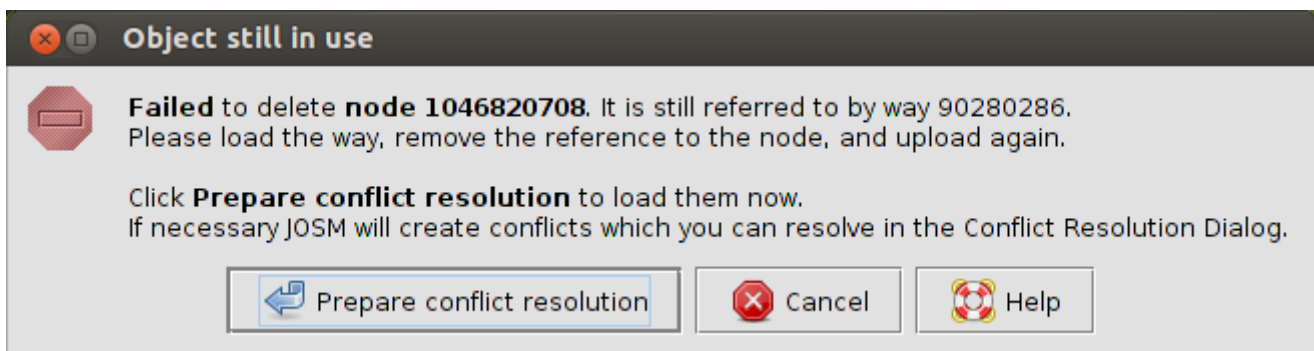 Object still in use
Failed to delete node 1046820708. It is still referred to by way 90280286.
Please load the way, remove the reference to the node, and upload again.
Click Prepare conflict resolution to load them now.
If necessary JOSM will create conflicts which you can resolve in the Conflict Resolution Dialog.
Prepare conflict resolution Cancel Help